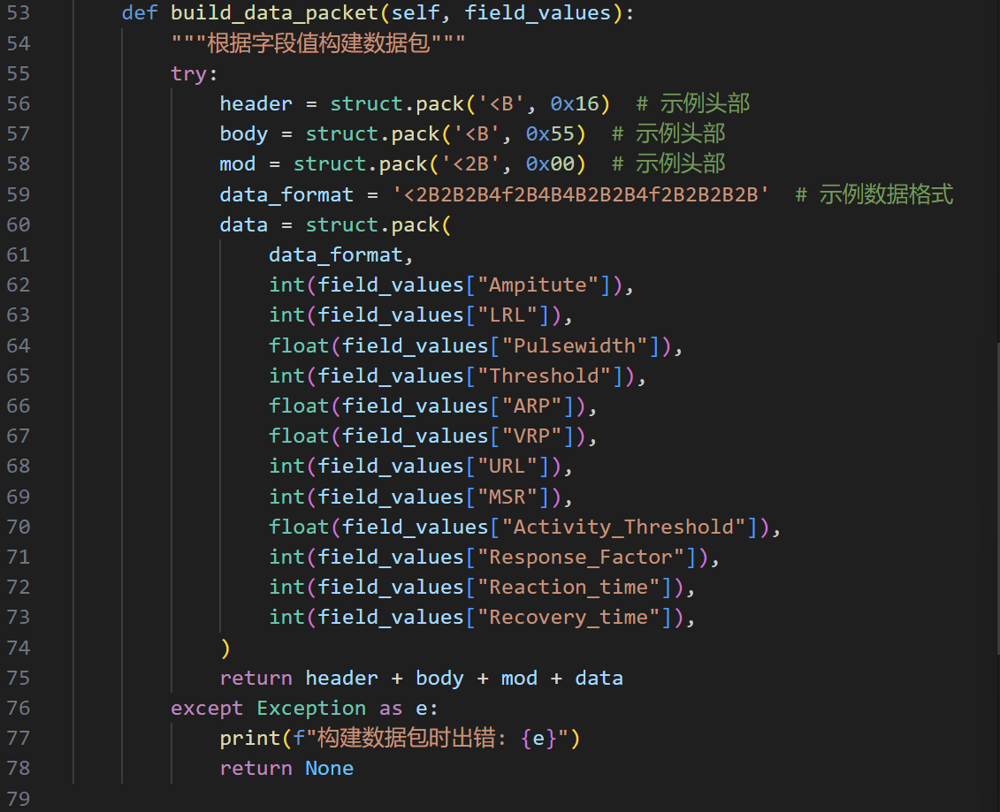 53 def build_data_packet(self, field_values):
54 """根据字段值构建数据包"""
55 try:
56 header = struct.pack('<B', 0x16)  # 示例头部
57 body = struct.pack('<B', 0x55)  # 示例头部
58 mod = struct.pack('<2B', 0x00)  # 示例头部
59 data_format = '<2B2B2B4f2B4B4B2B2B4f2B2B2B2B'  # 示例数据格式
60 data = struct.pack(
61 data_format,
62 int(field_values["Ampitute"]),
63 int(field_values["LRL"]),
64 float(field_values["Pulsewidth"]),
65 int(field_values["Threshold"]),
66 float(field_values["ARP"]),
67 float(field_values["VRP"]),
68 int(field_values["URL"]),
69 int(field_values["MSR"]),
70 float(field_values["Activity_Threshold"]),
71 int(field_values["Response_Factor"]),
72 int(field_values["Reaction_time"]),
73 int(field_values["Recovery_time"]),
74 )
75 return header + body + mod + data
76 except Exception as e:
77 print(f"构建数据包时出错: {e}")
78 return None
79